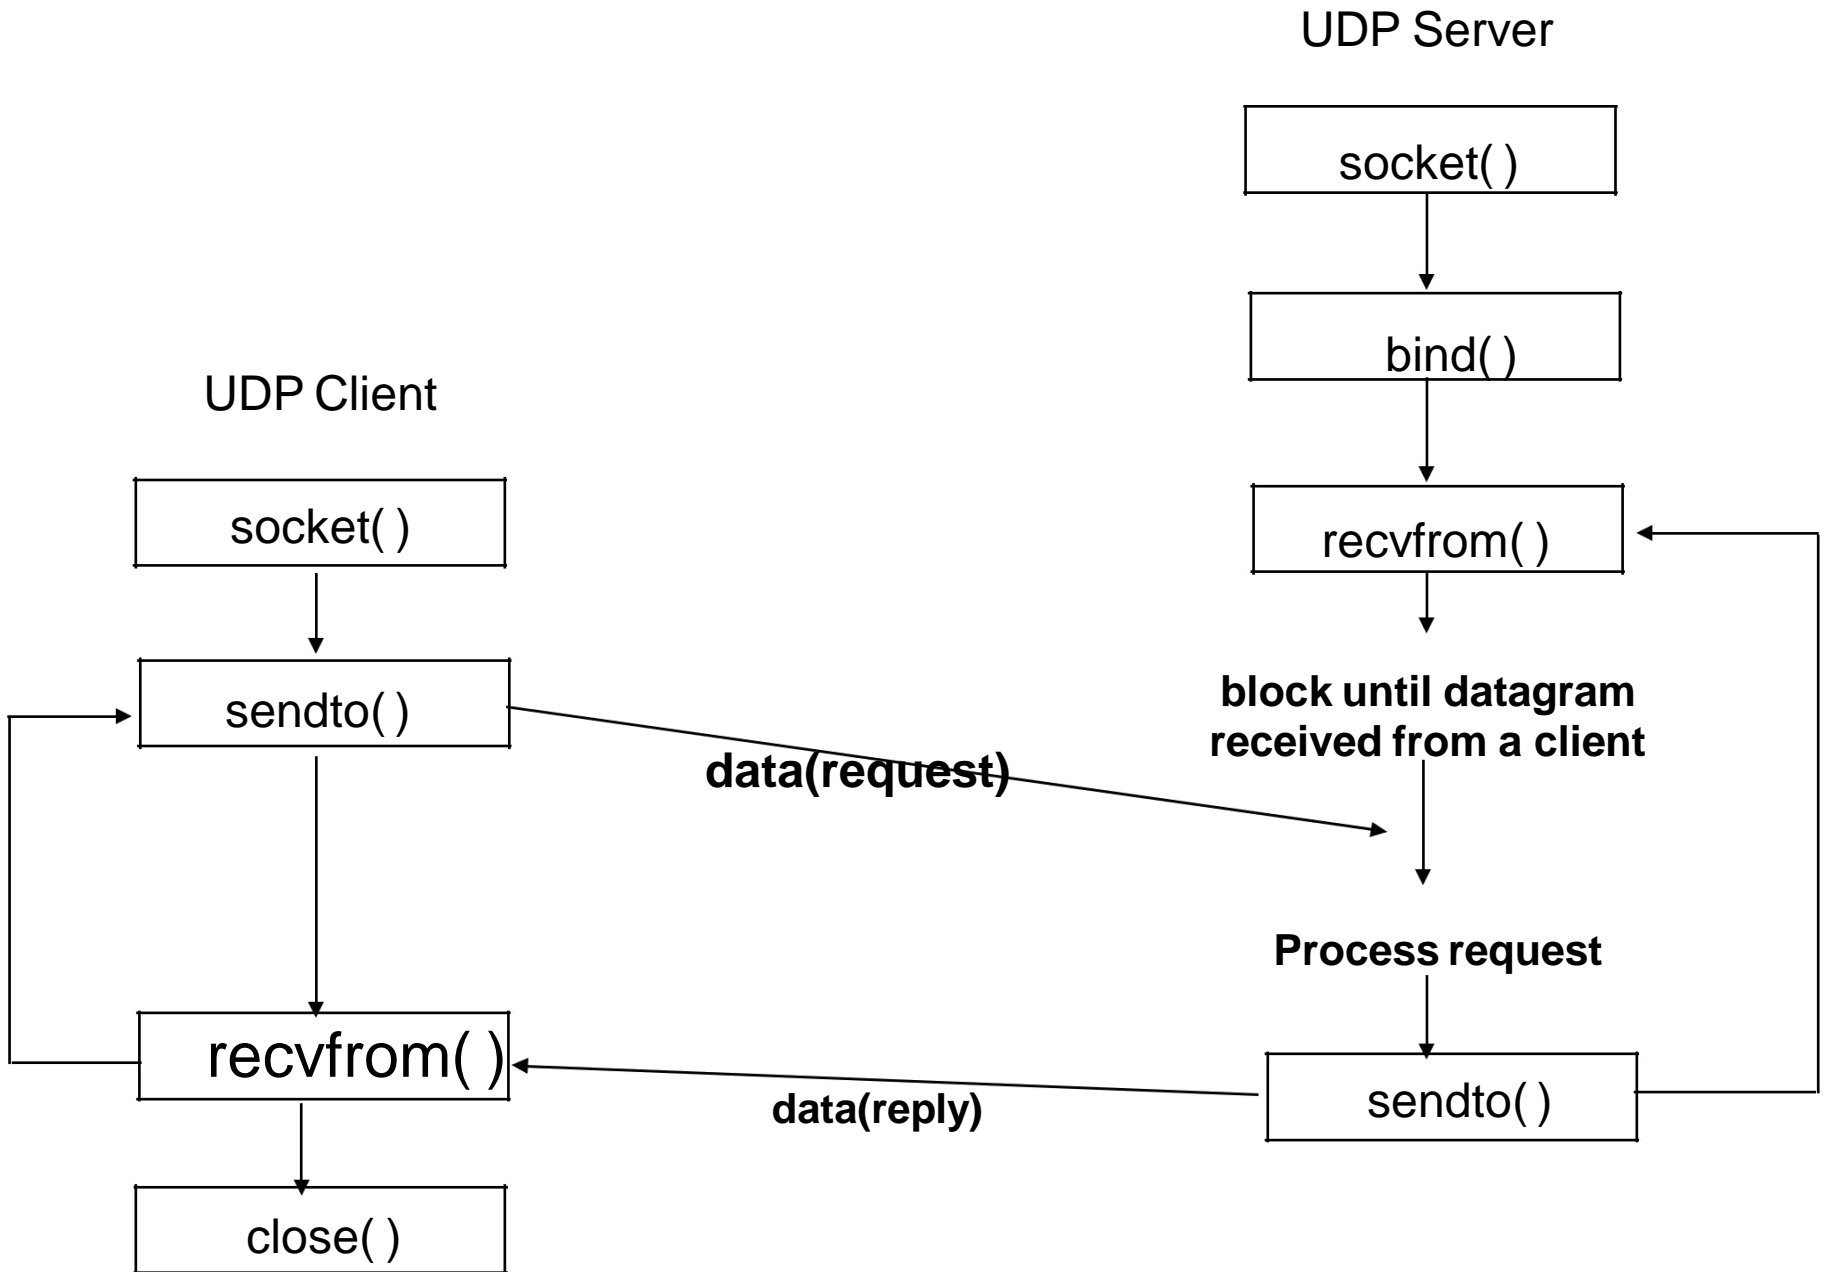 UDP Server
socket( )
bind( )
UDP Client
socket( )
recvfrom( )
sendto( )
block until datagram
received from a client
data(request)
Process request
recvfrom( )
data(reply)
sendto( )
close( )